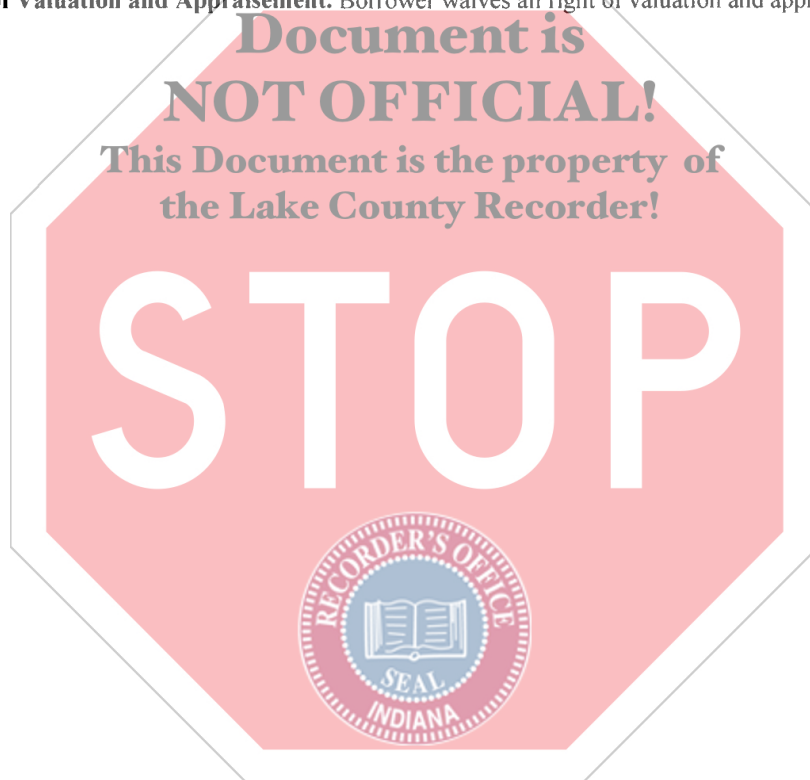 of Valuation and Appraisement. Borrower waives all right of valuation and
Document is
NOT OFFICIAL!
This Document is the property of
the Lake County Recorder!
STOP
RECORDER'S OFFICE
SEAL
INDIANA